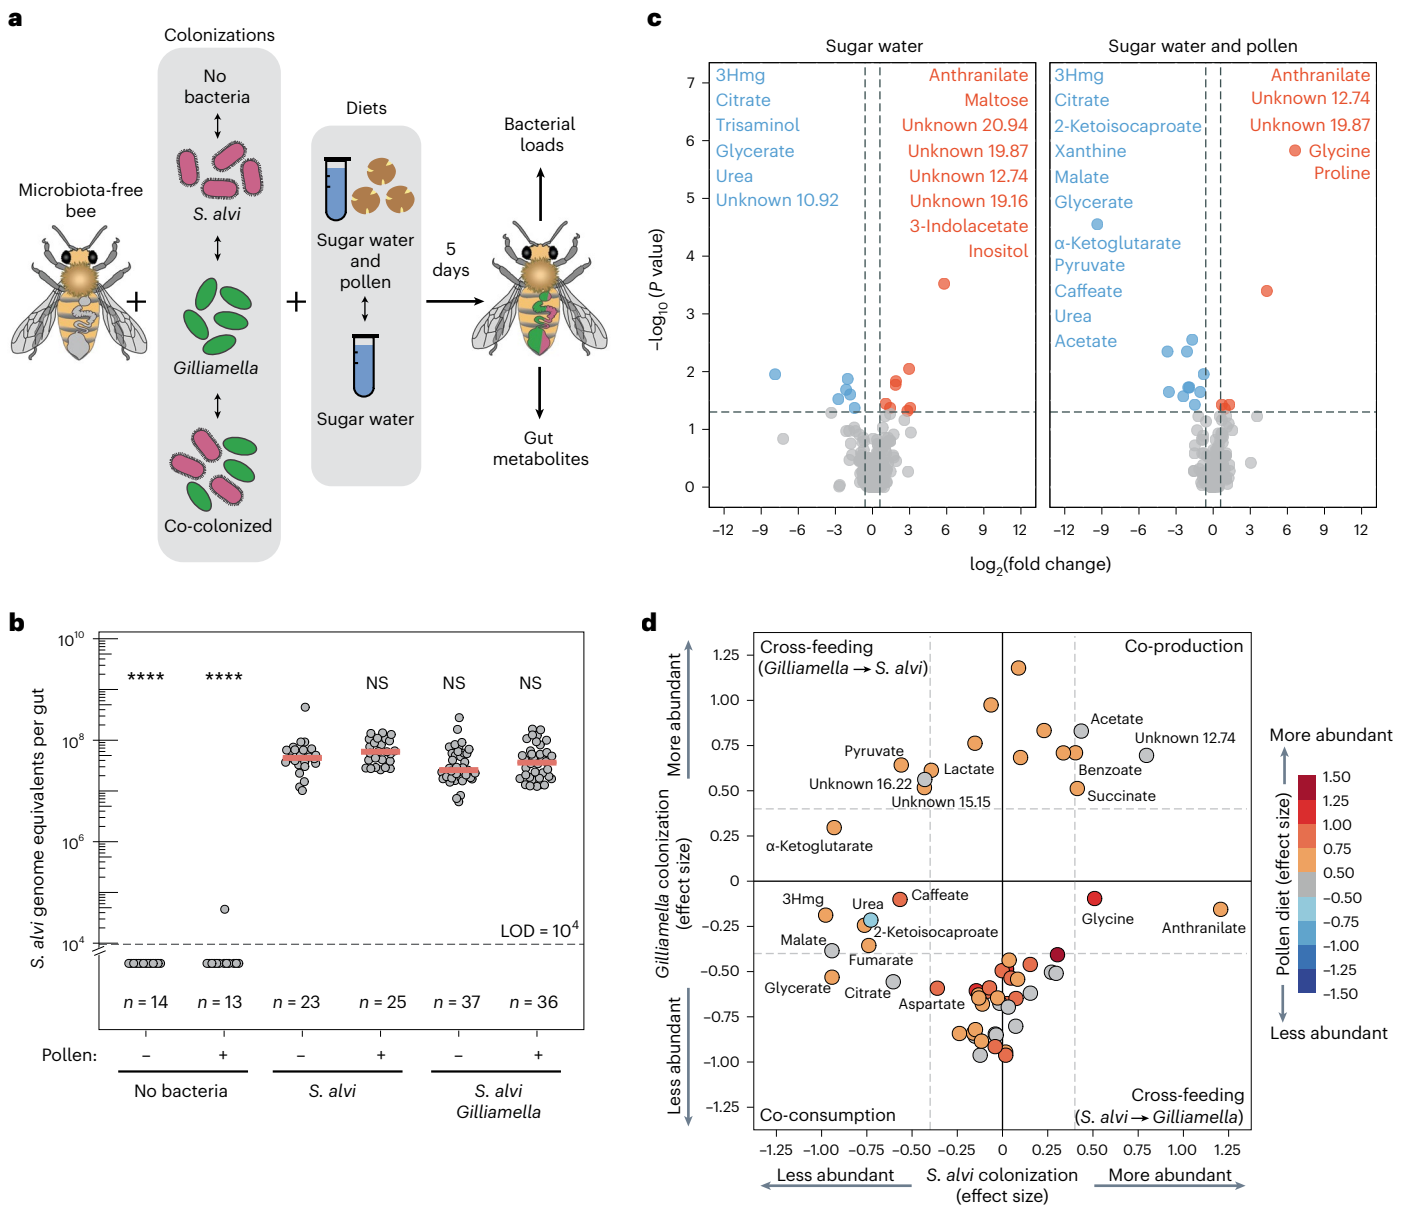 a
Colonizations
No
bacteria
S. alvi
Gilliamella
Co-colonized
Microbiota-free
bee
+
+
Diets
Sugar water
and
pollen
Sugar water
5
days
Bacterial
loads
Gut
metabolites
c
Sugar water
Sugar water and pollen
3Hmg
Citrate
Trisaminol
Glycerate
Urea
Unknown 10.92
Anthranilate
Maltose
Unknown 20.94
Unknown 19.87
Unknown 12.74
Unknown 19.16
3-Indolacetate
Inositol
3Hmg
Citrate
2-Ketoisocaproate
Xanthine
Malate
Glycerate
α-Ketoglutarate
Pyruvate
Caffeate
Urea
Acetate
Anthranilate
Unknown 12.74
Unknown 19.87
Glycine
Proline
–log10 (P value)
7
6
5
4
3
2
1
0
–12 –9 –6 –3 0 3 6 9 12
–12 –9 –6 –3 0 3 6 9 12
log2(fold change)
b
S. alvi genome equivalents per gut
10^10
10^8
10^6
10^4
**** **** NS NS NS
LOD = 10^4
n = 14 n = 13 n = 23 n = 25 n = 37 n = 36
Pollen: – + – + – +
No bacteria
S. alvi
S. alvi
Gilliamella
d
Cross-feeding
(Gilliamella → S. alvi)
Co-production
Co-consumption
Cross-feeding
(S. alvi → Gilliamella)
Acetate
Unknown 12.74
Pyruvate
Lactate
Unknown 16.22
Unknown 15.15
Benzoate
Succinate
α-Ketoglutarate
3Hmg
Urea
Caffeate
2-Ketoisocaproate
Malate
Fumarate
Glycerate
Citrate
Aspartate
Glycine
Anthranilate
1.25
1.00
0.75
0.50
0.25
0
–0.25
–0.50
–0.75
–1.00
–1.25
More abundant
Gilliamella colonization
(effect size)
Less abundant
–1.25 –1.00 –0.75 –0.50 –0.25 0 0.25 0.50 0.75 1.00 1.25
Less abundant
S. alvi colonization
(effect size)
More abundant
More abundant
Pollen diet (effect size)
1.50
1.25
1.00
0.75
0.50
–0.50
–0.75
–1.00
–1.25
–1.50
Less abundant